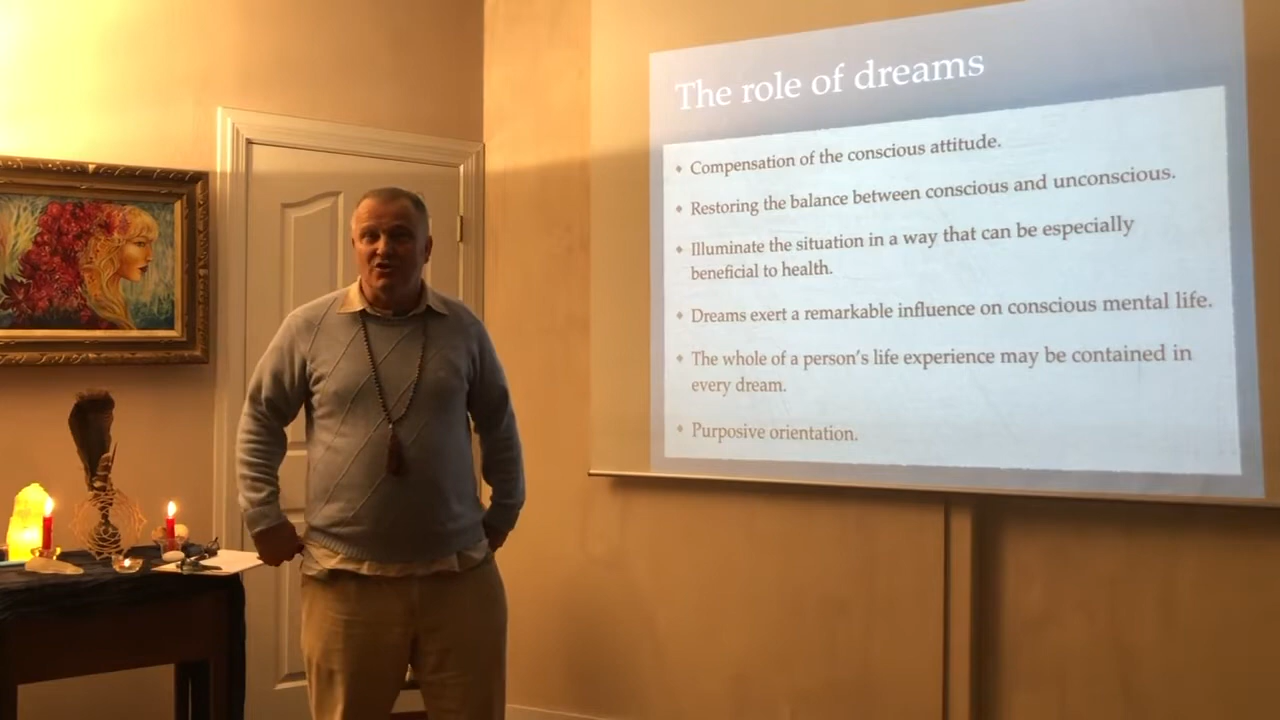 The role of dreams
Compensation of the conscious attitude.
Restoring the balance between conscious and unconscious.
Illuminate the situation in a way that can be especially
beneficial to health.
Dreams exert a remarkable influence on conscious mental life.
The whole of a person's life experience may be contained in
every dream.
Purposive orientation.